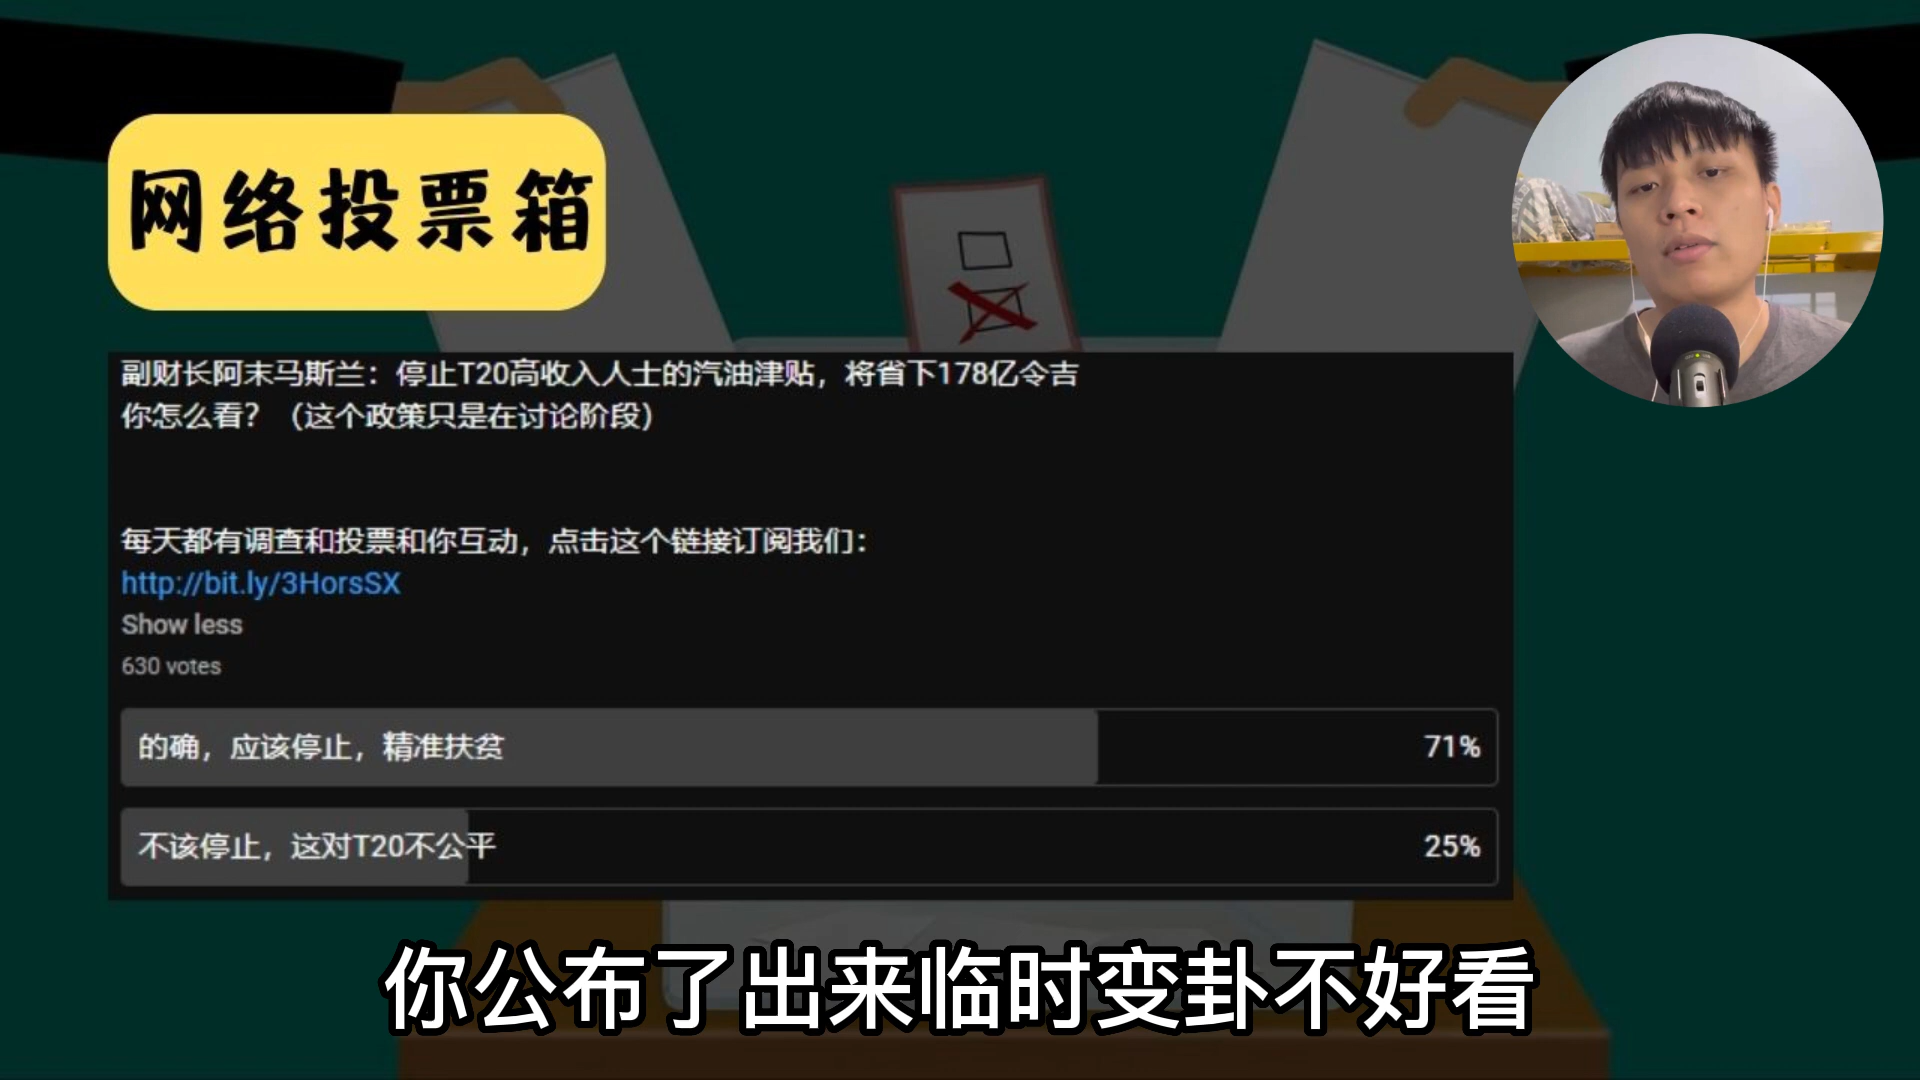 网络投票箱
副财长阿末马斯兰：停止T20高收入人士的汽油津贴，将省下178亿令吉
你怎么看？（这个政策只是在讨论阶段）
每天都有调查和投票和你互动，点击这个链接订阅我们：
http://bit.ly/3HorsSX
Show less
630 votes
的确，应该停止，精准扶贫 71%
不该停止，这对T20不公平 25%
你公布了出来临时变卦不好看